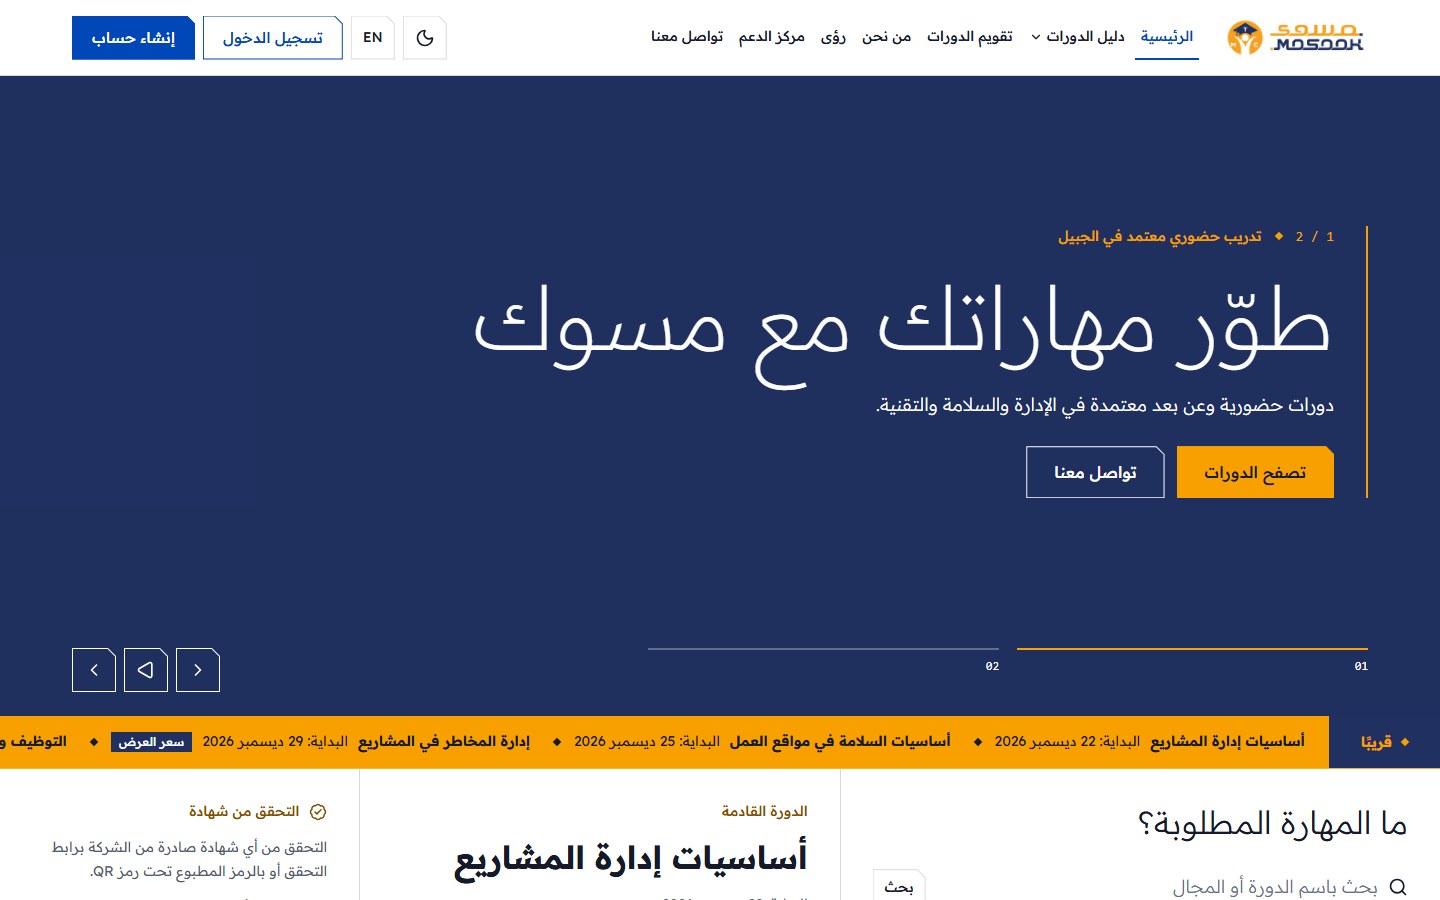 مسوك
MOSOOK
الرئيسية
دليل الدورات
تقويم الدورات
من نحن
رؤى
مركز الدعم
تواصل معنا
EN
تسجيل الدخول
إنشاء حساب
1 / 2 ◆ تدريب حضوري معتمد في الجبيل
طوّر مهاراتك مع مسوك
دورات حضورية وعن بعد معتمدة في الإدارة والسلامة والتقنية.
تصفح الدورات
تواصل معنا
01
02
◆ قريبًا
أساسيات إدارة المشاريع البداية: 22 ديسمبر 2026 ◆ أساسيات السلامة في مواقع العمل البداية: 25 ديسمبر 2026 ◆ إدارة المخاطر في المشاريع البداية: 29 ديسمبر 2026 سعر العرض ◆ التوظيف و
ما المهارة المطلوبة؟
بحث باسم الدورة أو المجال
بحث
الدورة القادمة
أساسيات إدارة المشاريع
التحقق من شهادة
التحقق من أي شهادة صادرة من الشركة برابط
التحقق أو بالرمز المطبوع تحت رمز QR.